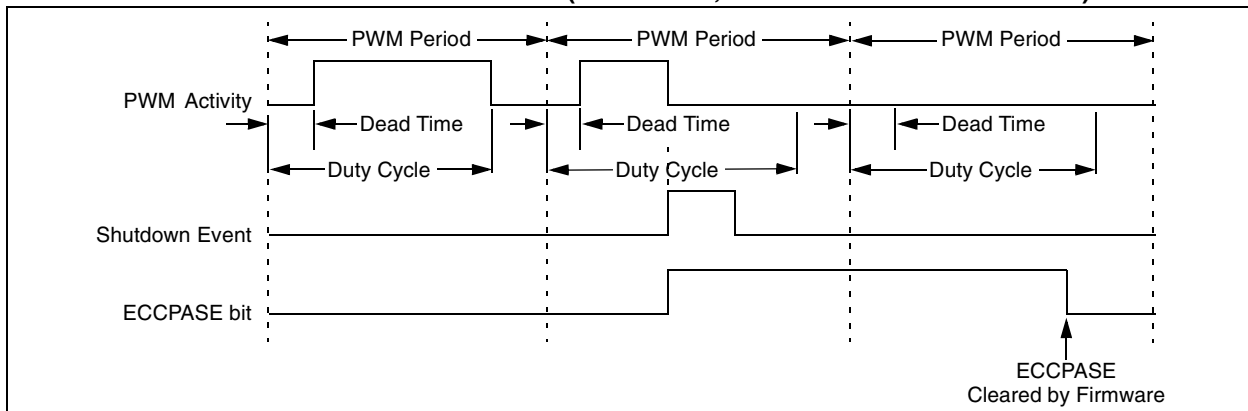 PWM Period PWM Period PWM Period
PWM Activity
Dead Time Dead Time Dead Time
Duty Cycle Duty Cycle Duty Cycle
Shutdown Event
ECCPASE bit
ECCPASE
Cleared by Firmware